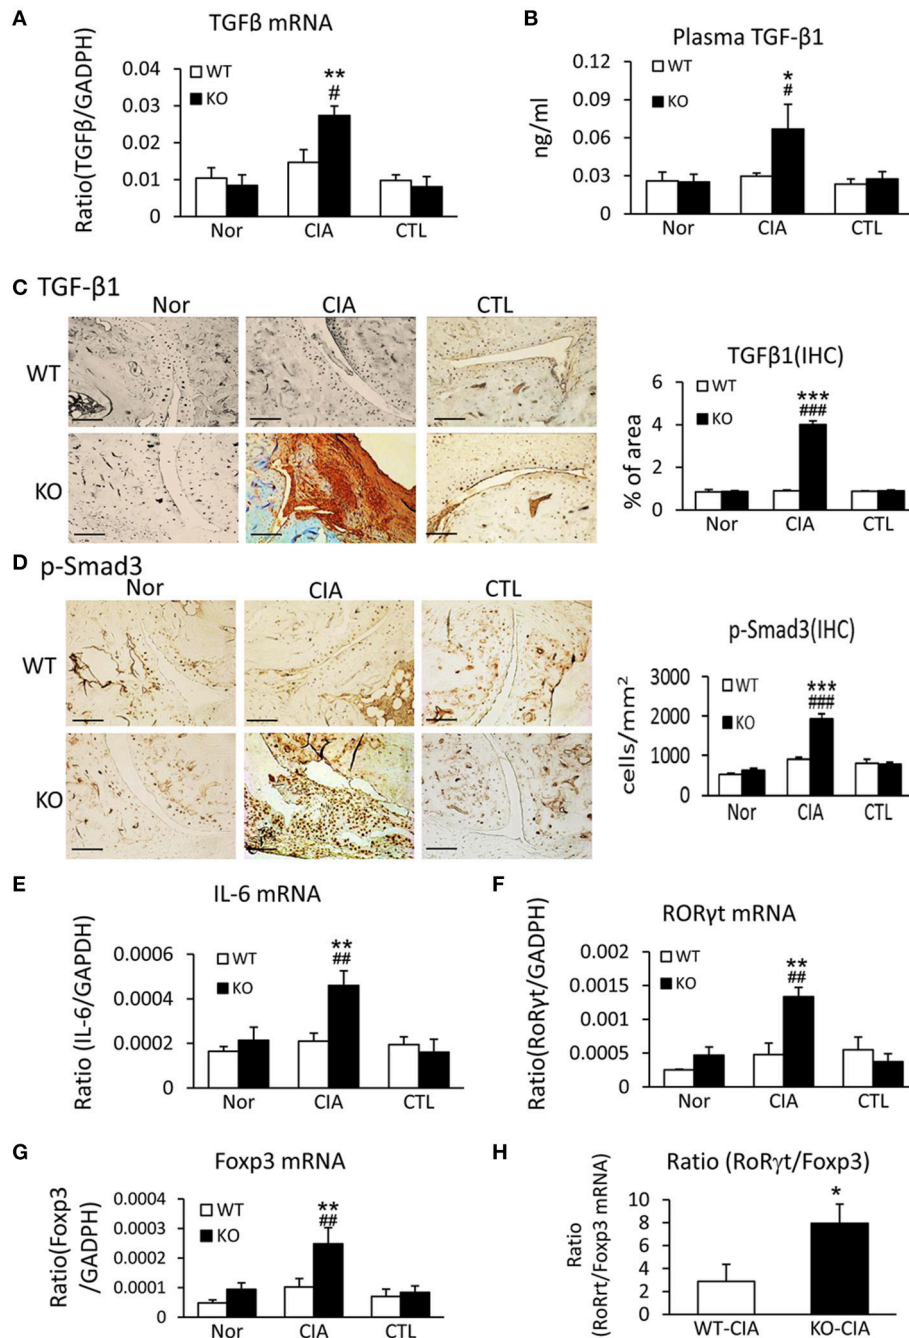 A
TGFβ mRNA
Ratio(TGFβ/GADPH)
0.04
0.03
0.02
0.01
0
WT
KO
**
#
Nor CIA CTL
B
Plasma TGF-β1
ng/ml
0.12
0.09
0.06
0.03
0
WT
KO
*
#
Nor CIA CTL
C TGF-β1
Nor CIA CTL
WT
KO
TGFβ1(IHC)
% of area
6
4
2
0
WT
KO
***
###
Nor CIA CTL
D p-Smad3
Nor CIA CTL
WT
KO
p-Smad3(IHC)
cells/mm²
3000
2000
1000
0
WT
KO
***
###
Nor CIA CTL
E
IL-6 mRNA
Ratio (IL-6/GAPDH)
0.0006
0.0004
0.0002
0
WT
KO
**
##
Nor CIA CTL
F
RORγt mRNA
Ratio(RoRγt/GADPH)
0.002
0.0015
0.001
0.0005
0
WT
KO
**
##
Nor CIA CTL
G
Foxp3 mRNA
Ratio(Foxp3
/GADPH)
0.0004
0.0003
0.0002
0.0001
0
WT
KO
**
##
Nor CIA CTL
H
Ratio (RoRγt/Foxp3)
Ratio
(RoRrt/Foxp3 mRNA)
10
8
6
4
2
0
*
WT-CIA KO-CIA